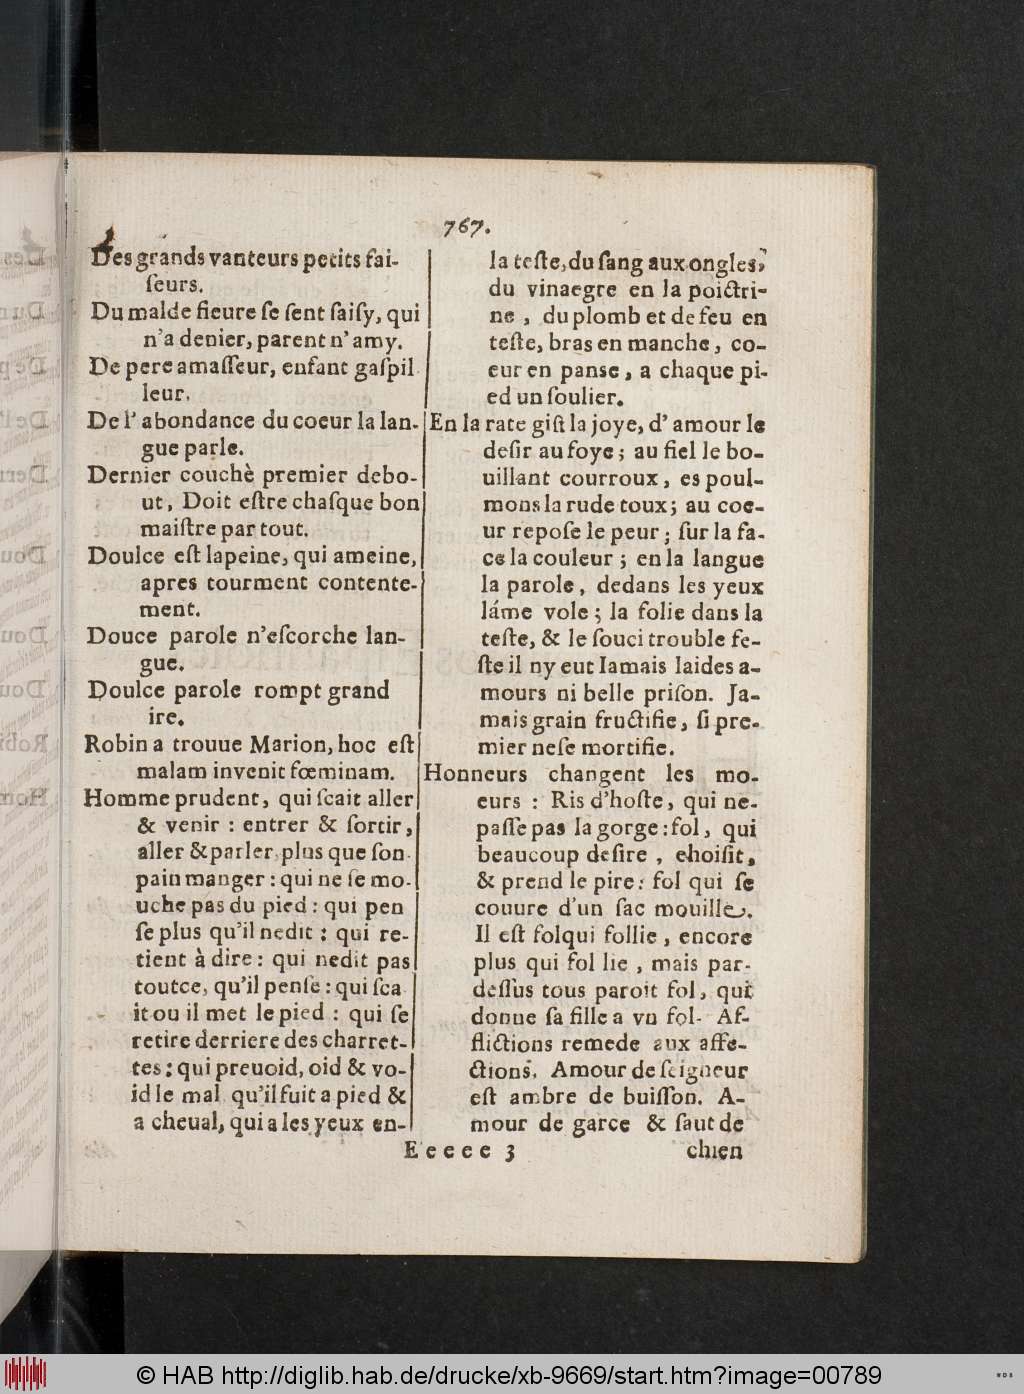 767.
Des grands vanteurs petits fai-
ſeurs.
Du mal de fieure ſe ſent ſaiſy, qui
n'a denier, parent n' amy.
De pere amaſſeur, enfant gaſpil
leur.
De l' abondance du coeur la lan-
gue parle.
Dernier couchè premier debo-
ut, Doit eſtre chaſque bon
maiſtre par tout.
Doulce eſt lapeine, qui ameine,
apres tourment contente-
ment.
Douce parole n'eſcorche lan-
gue.
Doulce parole rompt grand
ire.
Robin a trouue Marion, hoc eſt
malam invenit fœminam.
Homme prudent, qui ſcait aller
& venir : entrer & ſortir,
aller & parler, plus que ſon
pain manger : qui ne ſe mo-
uche pas du pied : qui pen
ſe plus qu'il nedit : qui re-
tient à dire : qui nedit pas
toutce, qu'il penſe : qui ſca
it ou il met le pied : qui ſe
retire derriere des charret-
tes : qui preuoid, oid & vo-
id le mal qu'il fuit a pied &
a cheual, qui a les yeux en-
la teſte, du ſang aux ongles,
du vinaegre en la poictri-
ne , du plomb et de feu en
teſte, bras en manche, co-
eur en panse, a chaque pi-
ed un ſoulier.
En la rate giſt la joye, d' amour le
deſir au foye ; au fiel le bo-
uillant courroux, es poul-
mons la rude toux ; au coe-
ur repoſe le peur ; ſur la fa-
ce la couleur ; en la langue
la parole, dedans les yeux
láme vole ; la folie dans la
teſte, & le ſouci trouble fe-
ſte il ny eut Iamais laides a-
mours ni belle priſon. Ja-
mais grain fructifie, ſi pre-
mier neſe mortifie.
Honneurs changent les mo-
eurs : Ris d'hoſte, qui ne-
paſſe pas la gorge : fol, qui
beaucoup deſire , ehoiſit,
& prend le pire : fol qui ſe
couure d'un ſac mouille.
Il eſt folqui follie, encore
plus qui fol lie , mais par-
deſſus tous paroit fol, qui
donue ſa fille a vn fol. Af-
flictions remede aux affe-
ctions. Amour de ſeigneur
eſt ambre de buiſſon. A-
mour de garce & ſaut de
Eeeee 3
chien
© HAB http://diglib.hab.de/drucke/xb-9669/start.htm?image=00789